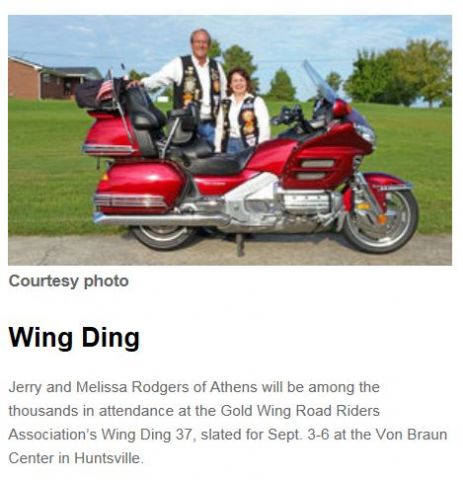 Courtesy photo
Wing Ding
Jerry and Melissa Rodgers of Athens will be among the
thousands in attendance at the Gold Wing Road Riders
Association's Wing Ding 37, slated for Sept. 3-6 at the Von Braun
Center in Huntsville.